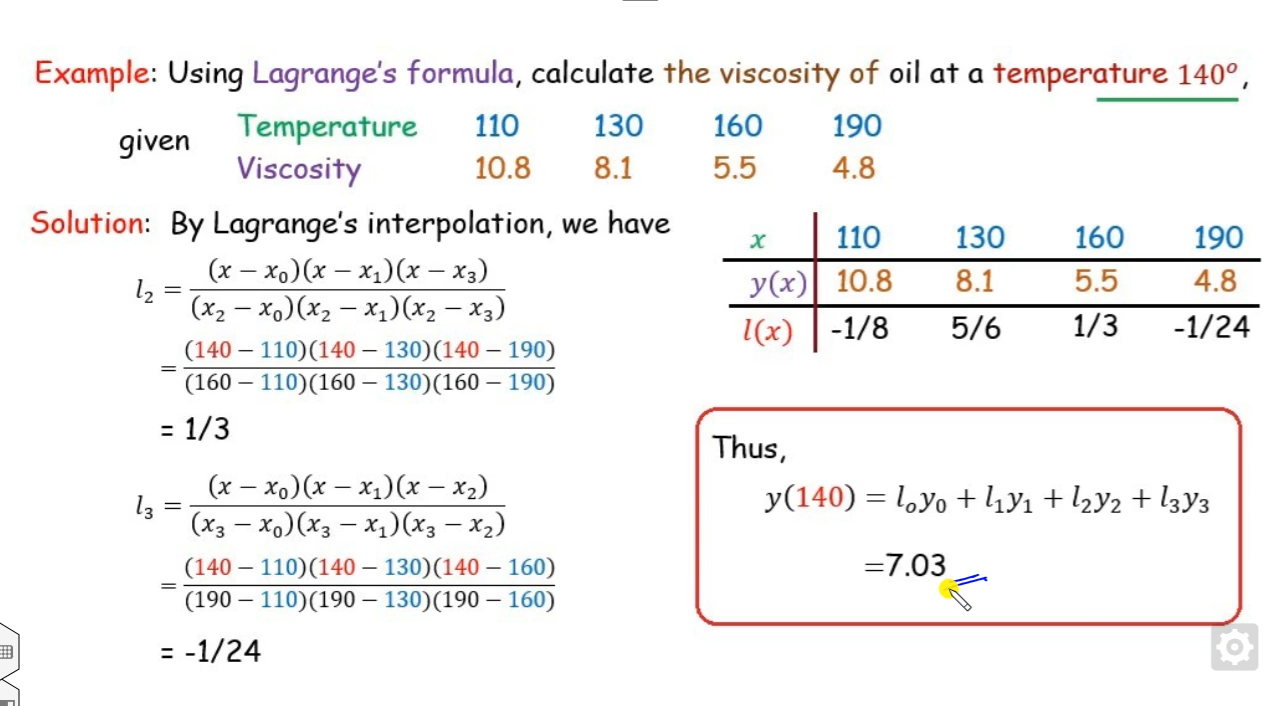 Example: Using Lagrange's formula, calculate the viscosity of oil at a temperature 140°,
given
Temperature 110 130 160 190
Viscosity 10.8 8.1 5.5 4.8
Solution: By Lagrange's interpolation, we have
l₂ = (x − x₀)(x − x₁)(x − x₃)
(x₂ − x₀)(x₂ − x₁)(x₂ − x₃)
= (140 − 110)(140 − 130)(140 − 190)
(160 − 110)(160 − 130)(160 − 190)
= 1/3
l₃ = (x − x₀)(x − x₁)(x − x₂)
(x₃ − x₀)(x₃ − x₁)(x₃ − x₂)
= (140 − 110)(140 − 130)(140 − 160)
(190 − 110)(190 − 130)(190 − 160)
= -1/24
x 110 130 160 190
y(x) 10.8 8.1 5.5 4.8
l(x) -1/8 5/6 1/3 -1/24
Thus,
y(140) = lₒy₀ + l₁y₁ + l₂y₂ + l₃y₃
=7.03